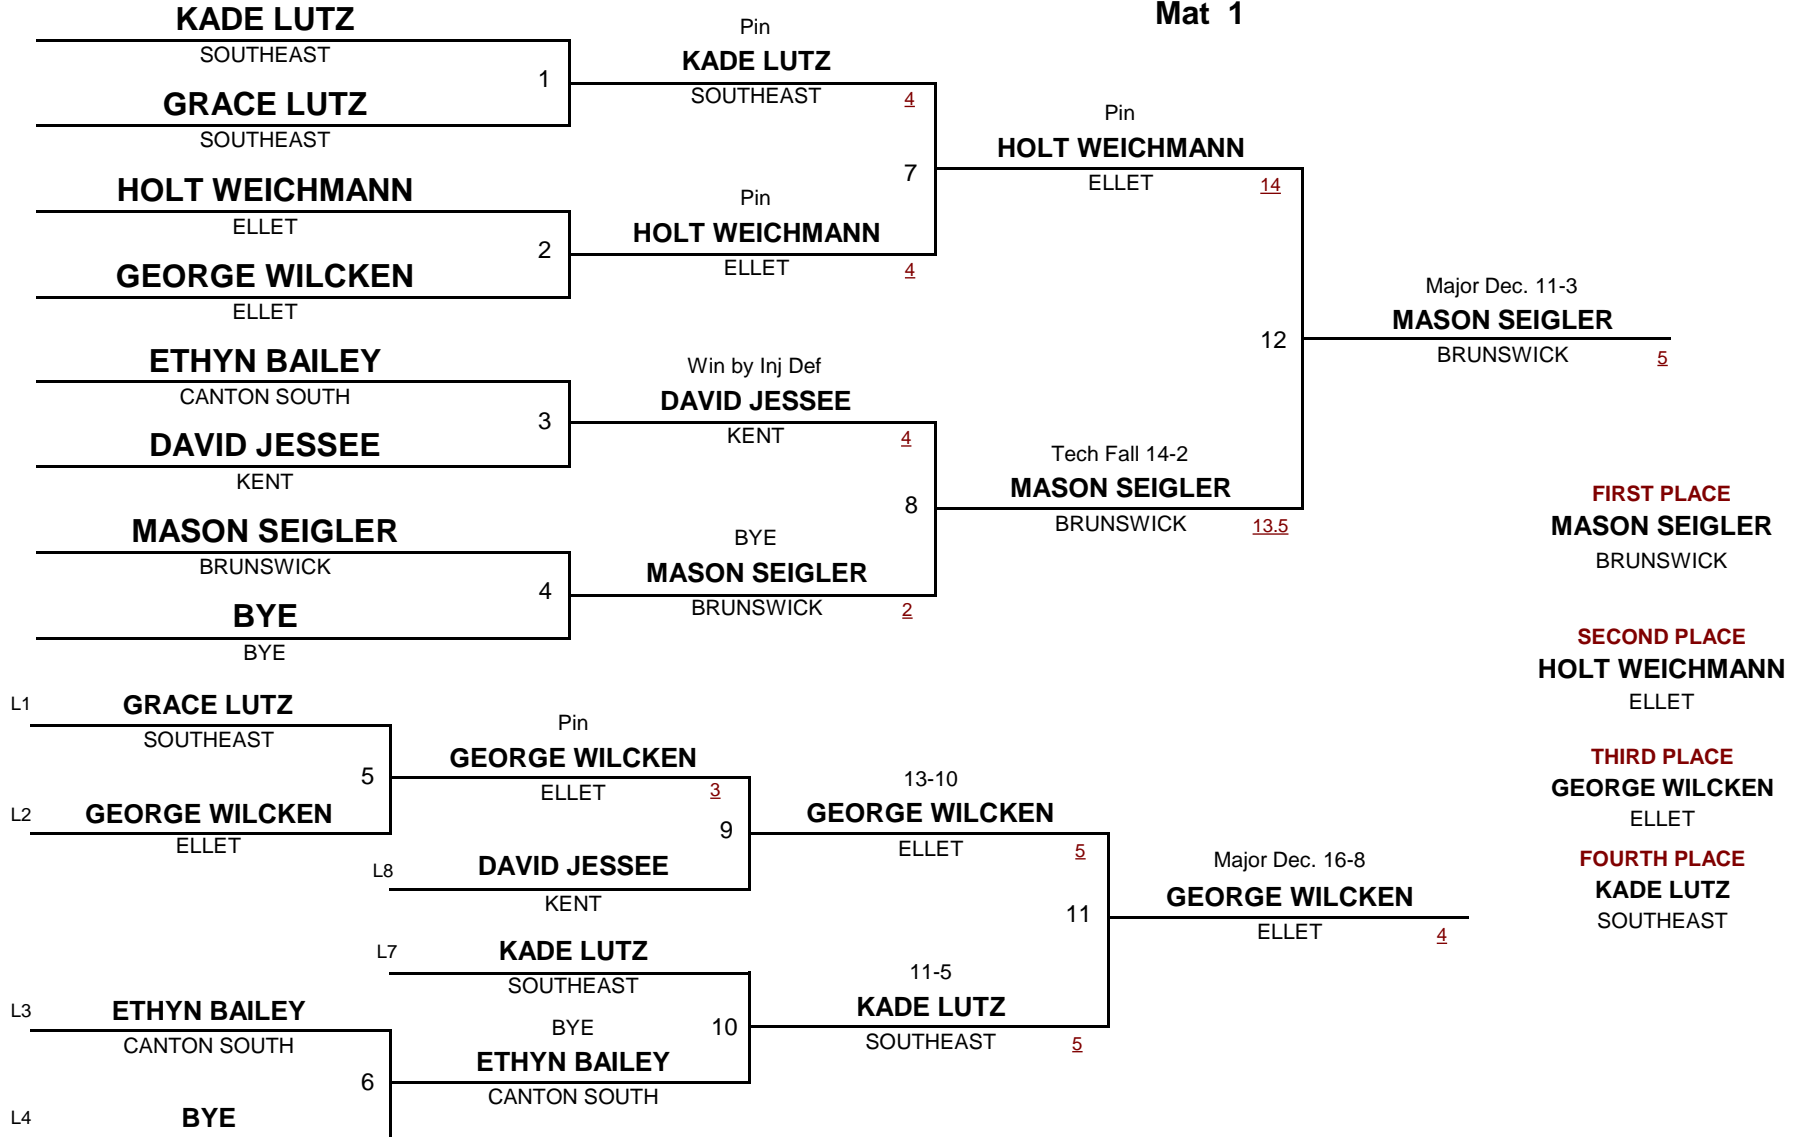 Mat 1
KADE LUTZ
SOUTHEAST
1
GRACE LUTZ
SOUTHEAST
Pin
KADE LUTZ
SOUTHEAST
4
HOLT WEICHMANN
ELLET
2
GEORGE WILCKEN
ELLET
Pin
HOLT WEICHMANN
ELLET
4
7
Pin
HOLT WEICHMANN
ELLET
14
ETHYN BAILEY
CANTON SOUTH
3
DAVID JESSEE
KENT
Win by Inj Def
DAVID JESSEE
KENT
4
MASON SEIGLER
BRUNSWICK
4
BYE
BYE
BYE
MASON SEIGLER
BRUNSWICK
2
8
Tech Fall 14-2
MASON SEIGLER
BRUNSWICK
13.5
12
Major Dec. 11-3
MASON SEIGLER
BRUNSWICK
5
FIRST PLACE
MASON SEIGLER
BRUNSWICK
SECOND PLACE
HOLT WEICHMANN
ELLET
THIRD PLACE
GEORGE WILCKEN
ELLET
FOURTH PLACE
KADE LUTZ
SOUTHEAST
L1
GRACE LUTZ
SOUTHEAST
5
L2
GEORGE WILCKEN
ELLET
Pin
GEORGE WILCKEN
ELLET
3
9
L8
DAVID JESSEE
KENT
13-10
GEORGE WILCKEN
ELLET
5
L7
KADE LUTZ
SOUTHEAST
L3
ETHYN BAILEY
CANTON SOUTH
6
L4
BYE
BYE
ETHYN BAILEY
CANTON SOUTH
10
11-5
KADE LUTZ
SOUTHEAST
5
11
Major Dec. 16-8
GEORGE WILCKEN
ELLET
4